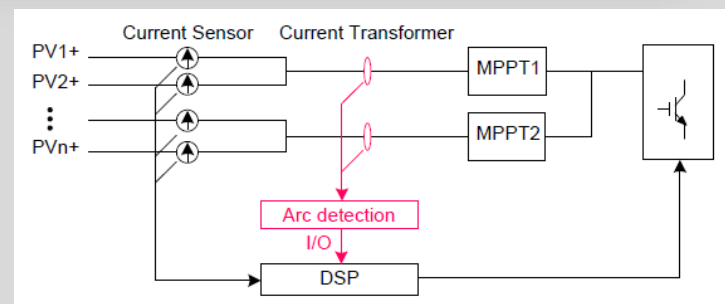 Current Sensor Current Transformer
PV1+
PV2+
PVn+
MPPT1
MPPT2
Arc detection
I/O
DSP